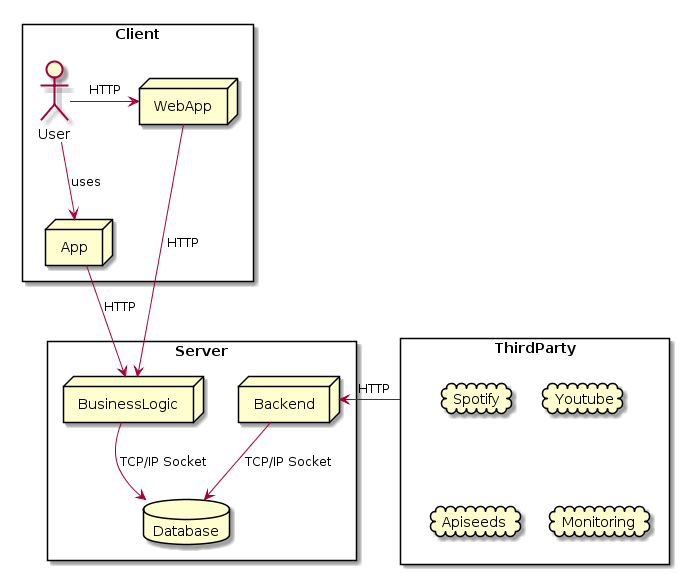 Client
User
HTTP
WebApp
uses
App
HTTP
HTTP
Server
BusinessLogic
Backend
HTTP
TCP/IP Socket
TCP/IP Socket
Database
ThirdParty
Spotify
Youtube
Apiseeds
Monitoring